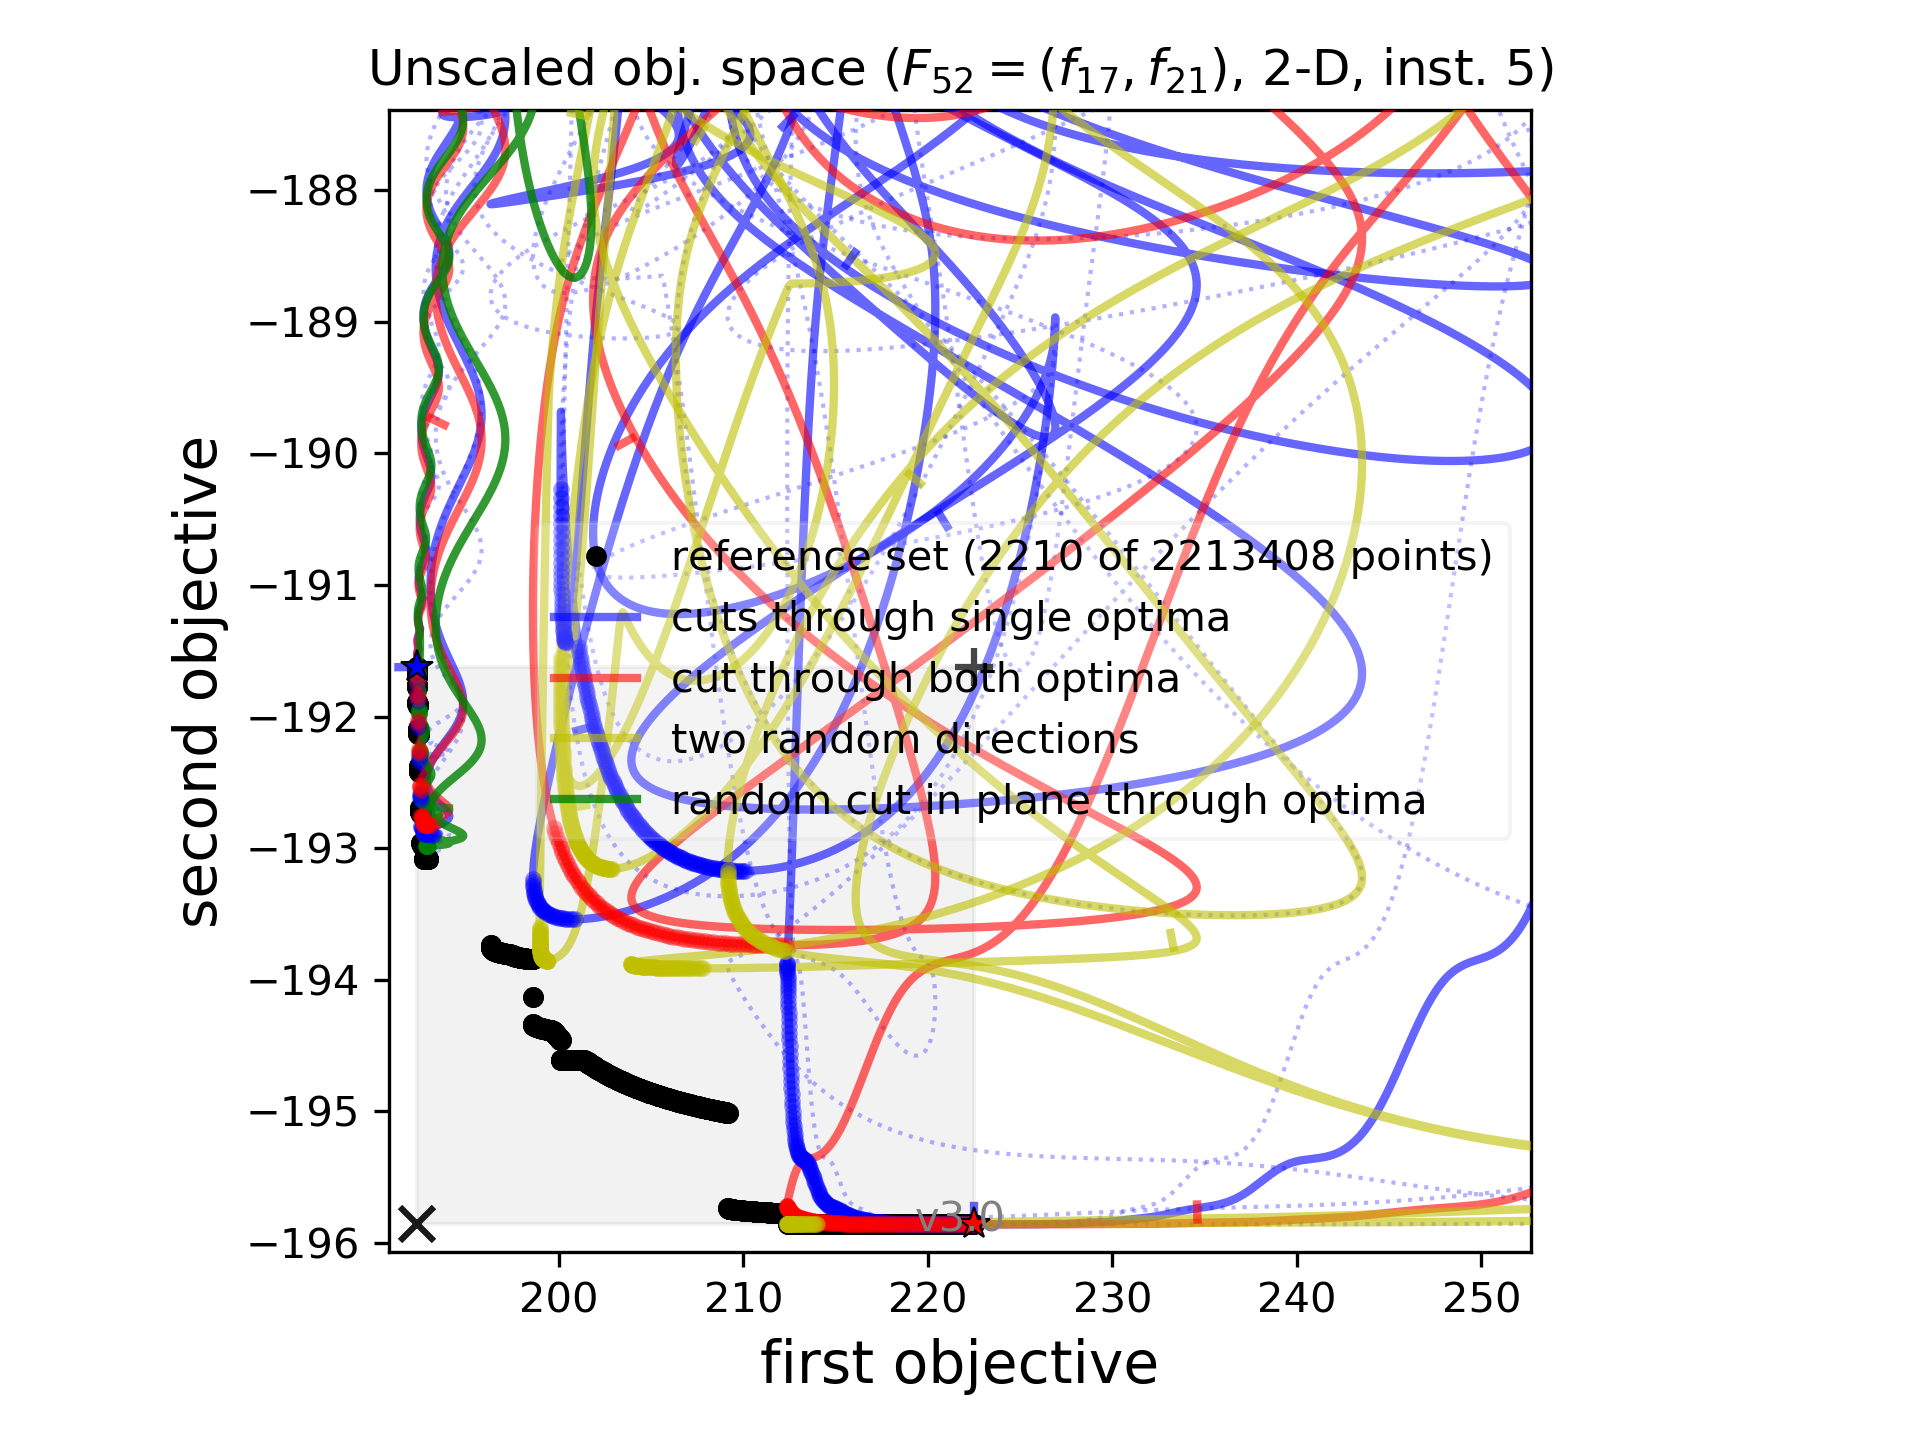 Unscaled obj. space (F₅₂ = (f₁₇, f₂₁), 2-D, inst. 5)
second objective
−188
−189
−190
−191
−192
−193
−194
−195
−196
reference set (2210 of 2213408 points)
cuts through single optima
cut through both optima
two random directions
random cut in plane through optima
v3.0
200 210 220 230 240 250
first objective